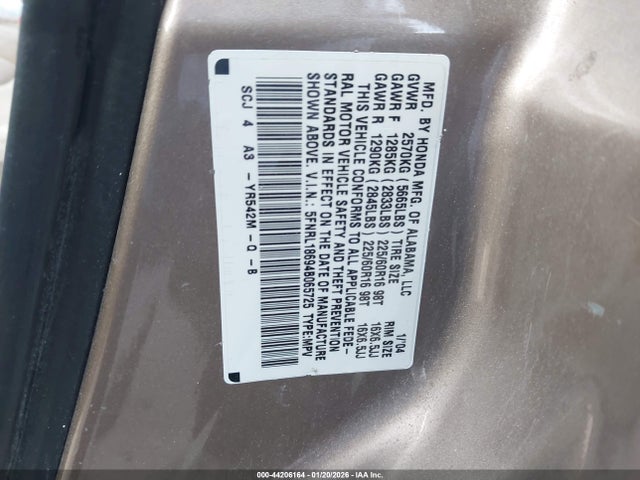 MFD. BY HONDA MFG. OF ALABAMA, LLC 1/'04
GVWR 2570KG (5665LBS) TIRE SIZE RIM SIZE
GAWR F 1285KG (2833LBS) 225/60R16 98T 16X6.5JJ
GAWR R 1290KG (2845LBS) 225/60R16 98T 16X6.5JJ
THIS VEHICLE CONFORMS TO ALL APPLICABLE FEDE-
RAL MOTOR VEHICLE SAFETY AND THEFT PREVENTION
STANDARDS IN EFFECT ON THE DATE OF MANUFACTURE
SHOWN ABOVE. V.I.N.: 5FNRL18694B065725 TYPE:MPV
SCJ 4 A3 - YR542M - Q - B
000-44206164 - 01/20/2026 - IAA Inc.